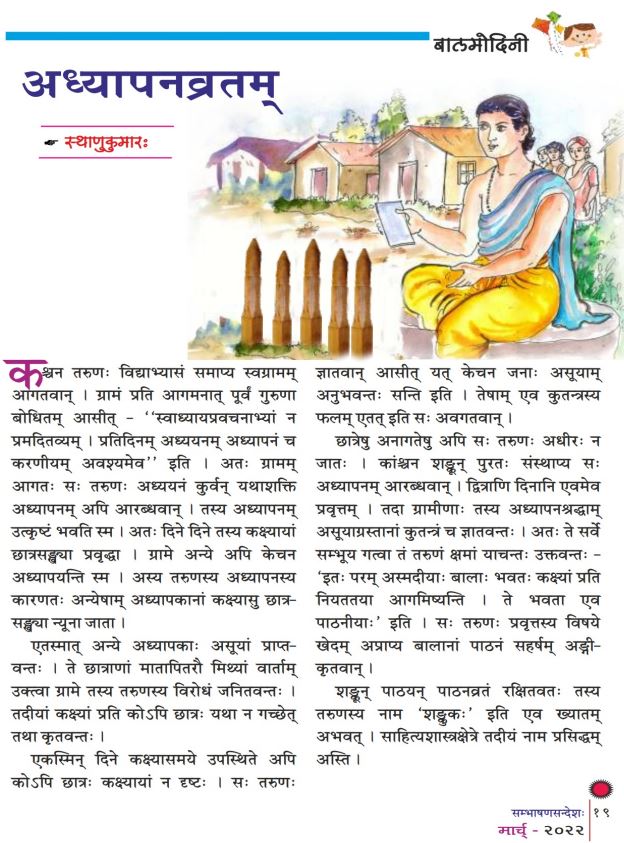 बालमोदिनी
अध्यापनव्रतम्
☛ स्थाणुकुमारः
कश्चन तरुणः विद्याभ्यासं समाप्य स्वग्रामम्
आगतवान् । ग्रामं प्रति आगमनात् पूर्वं गुरुणा
बोधितम् आसीत् – ‘‘स्वाध्यायप्रवचनाभ्यां न
प्रमदितव्यम् । प्रतिदिनम् अध्ययनम् अध्यापनं च
करणीयम् अवश्यमेव’’ इति । अतः ग्रामम्
आगतः सः तरुणः अध्ययनं कुर्वन् यथाशक्ति
अध्यापनम् अपि आरब्धवान् । तस्य अध्यापनम्
उत्कृष्टं भवति स्म । अतः दिने दिने तस्य कक्ष्यायां
छात्रसङ्ख्या प्रवृद्धा । ग्रामे अन्ये अपि केचन
अध्यापयन्ति स्म । अस्य तरुणस्य अध्यापनस्य
कारणतः अन्येषाम् अध्यापकानां कक्ष्यासु छात्र–
सङ्ख्या न्यूना जाता ।
एतस्मात् अन्ये अध्यापकाः असूयां प्राप्त–
वन्तः । ते छात्राणां मातापितरौ मिथ्यां वार्ताम्
उक्त्वा ग्रामे तस्य तरुणस्य विरोधं जनितवन्तः ।
तदीयां कक्ष्यां प्रति कोऽपि छात्रः यथा न गच्छेत्
तथा कृतवन्तः ।
एकस्मिन् दिने कक्ष्यासमये उपस्थिते अपि
कोऽपि छात्रः कक्ष्यायां न दृष्टः । सः तरुणः
ज्ञातवान् आसीत् यत् केचन जनाः असूयाम्
अनुभवन्तः सन्ति इति । तेषाम् एव कुतन्त्रस्य
फलम् एतत् इति सः अवगतवान् ।
छात्रेषु अनागतेषु अपि सः तरुणः अधीरः न
जातः । कांश्चन शङ्कून् पुरतः संस्थाप्य सः
अध्यापनम् आरब्धवान् । द्वित्राणि दिनानि एवमेव
प्रवृत्तम् । तदा ग्रामीणाः तस्य अध्यापनश्रद्धाम्
असूयाग्रस्तानां कुतन्त्रं च ज्ञातवन्तः । अतः ते सर्वे
सम्भूय गत्वा तं तरुणं क्षमां याचन्तः उक्तवन्तः –
‘इतः परम् अस्मदीयाः बालाः भवतः कक्ष्यां प्रति
नियततया आगमिष्यन्ति । ते भवता एव
पाठनीयाः’ इति । सः तरुणः प्रवृत्तस्य विषये
खेदम् अप्राप्य बालानां पाठनं सहर्षम् अङ्गी–
कृतवान् ।
शङ्कून् पाठयन् पाठनव्रतं रक्षितवतः तस्य
तरुणस्य नाम ‘शङ्कुकः’ इति एव ख्यातम्
अभवत् । साहित्यशास्त्रक्षेत्रे तदीयं नाम प्रसिद्धम्
अस्ति ।
सम्भाषणसन्देशः १९
मार्च् - २०२२